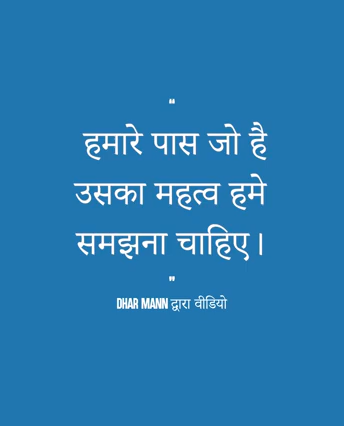 “
हमारे पास जो है
उसका महत्व हमे
समझना चाहिए।
”
DHAR MANN द्वारा वीडियो